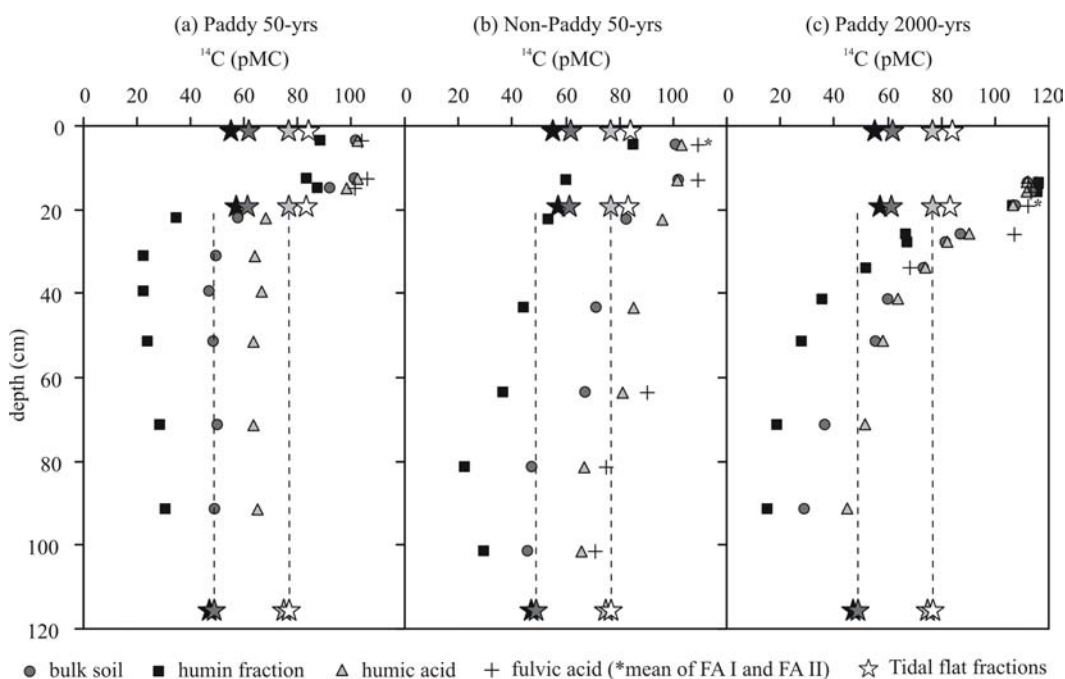 (a) Paddy 50-yrs (b) Non-Paddy 50-yrs (c) Paddy 2000-yrs
¹⁴C (pMC) ¹⁴C (pMC) ¹⁴C (pMC)
0 20 40 60 80 100 0 20 40 60 80 100 0 20 40 60 80 100 120
0
20
40
60
80
100
120
depth (cm)
*
*
bulk soil humin fraction humic acid fulvic acid (*mean of FA I and FA II) Tidal flat fractions